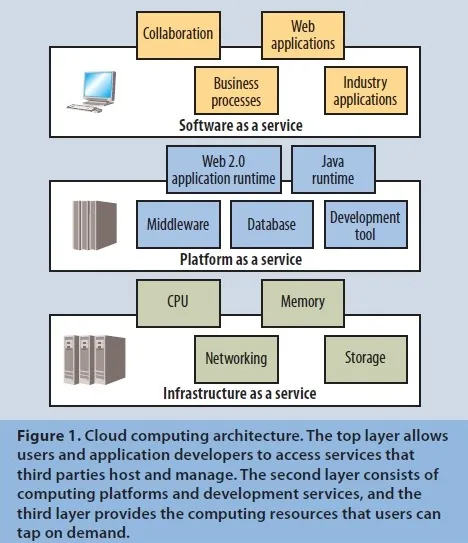 Collaboration
Web
applications
Business
processes
Industry
applications
Software as a service
Web 2.0
application runtime
Java
runtime
Middleware
Database
Development
tool
Platform as a service
CPU
Memory
Networking
Storage
Infrastructure as a service
Figure 1. Cloud computing architecture. The top layer allows
users and application developers to access services that
third parties host and manage. The second layer consists of
computing platforms and development services, and the
third layer provides the computing resources that users can
tap on demand.